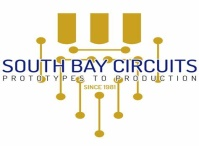 SOUTH BAY CIRCUITS
PROTOTYPES TO PRODUCTION
SINCE 1981